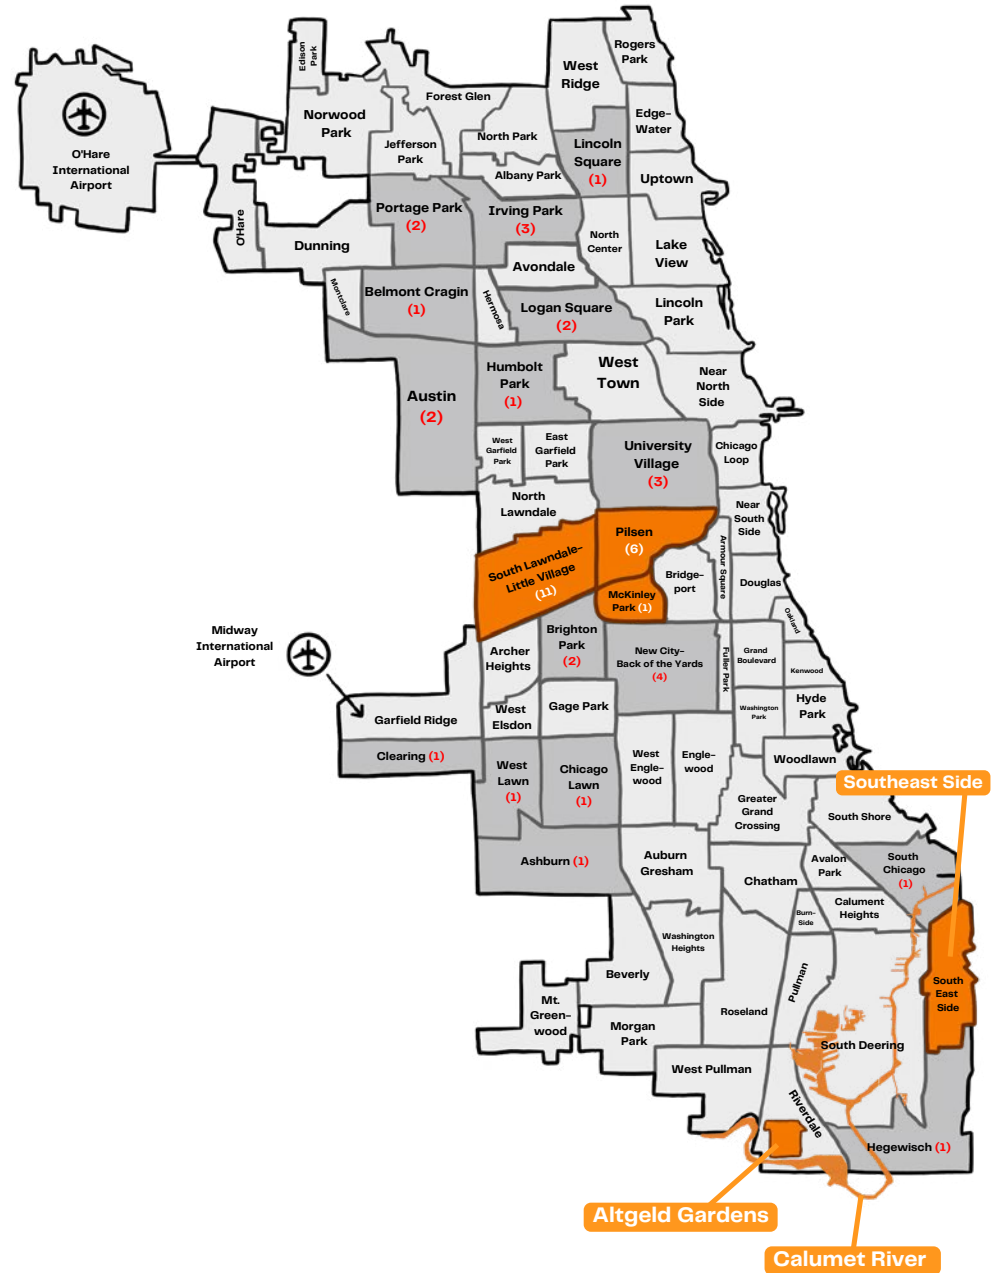 Edison
Park
Rogers
Park
West
Ridge
Forest Glen
Norwood
Park
Edge-
Water
North Park
Jefferson
Park
Lincoln
Square
(1)
O'Hare
International
Airport
Albany Park
Uptown
Portage Park
(2)
Irving Park
(3)
O'Hare
North
Center
Lake
View
Dunning
Avondale
Montclare
Belmont Cragin
(1)
Hermosa
Logan Square
(2)
Lincoln
Park
West
Town
Humbolt
Park
(1)
Near
North
Side
Austin
(2)
West
Garfield
Park
East
Garfield
Park
University
Village
(3)
Chicago
Loop
North
Lawndale
Near
South
Side
Pilsen
(6)
Armour Square
South Lawndale-
Little Village
(11)
Bridge-
port
Douglas
McKinley
Park (1)
Oakland
Midway
International
Airport
Brighton
Park
(2)
Archer
Heights
New City-
Back of the Yards
(4)
Fuller Park
Grand
Boulevard
Kenwood
Hyde
Park
Washington
Park
Gage Park
West
Elsdon
Garfield Ridge
Clearing (1)
West
Lawn
(1)
Chicago
Lawn
(1)
West
Engle-
wood
Engle-
wood
Woodlawn
Southeast Side
Greater
Grand
Crossing
South Shore
Ashburn (1)
Auburn
Gresham
Chatham
Avalon
Park
South
Chicago
(1)
Calument
Heights
Burn-
Side
Washington
Heights
Beverly
Pullman
South
East
Side
Mt.
Green-
wood
Roseland
Morgan
Park
South Deering
West Pullman
Riverdale
Hegewisch (1)
Altgeld Gardens
Calumet River